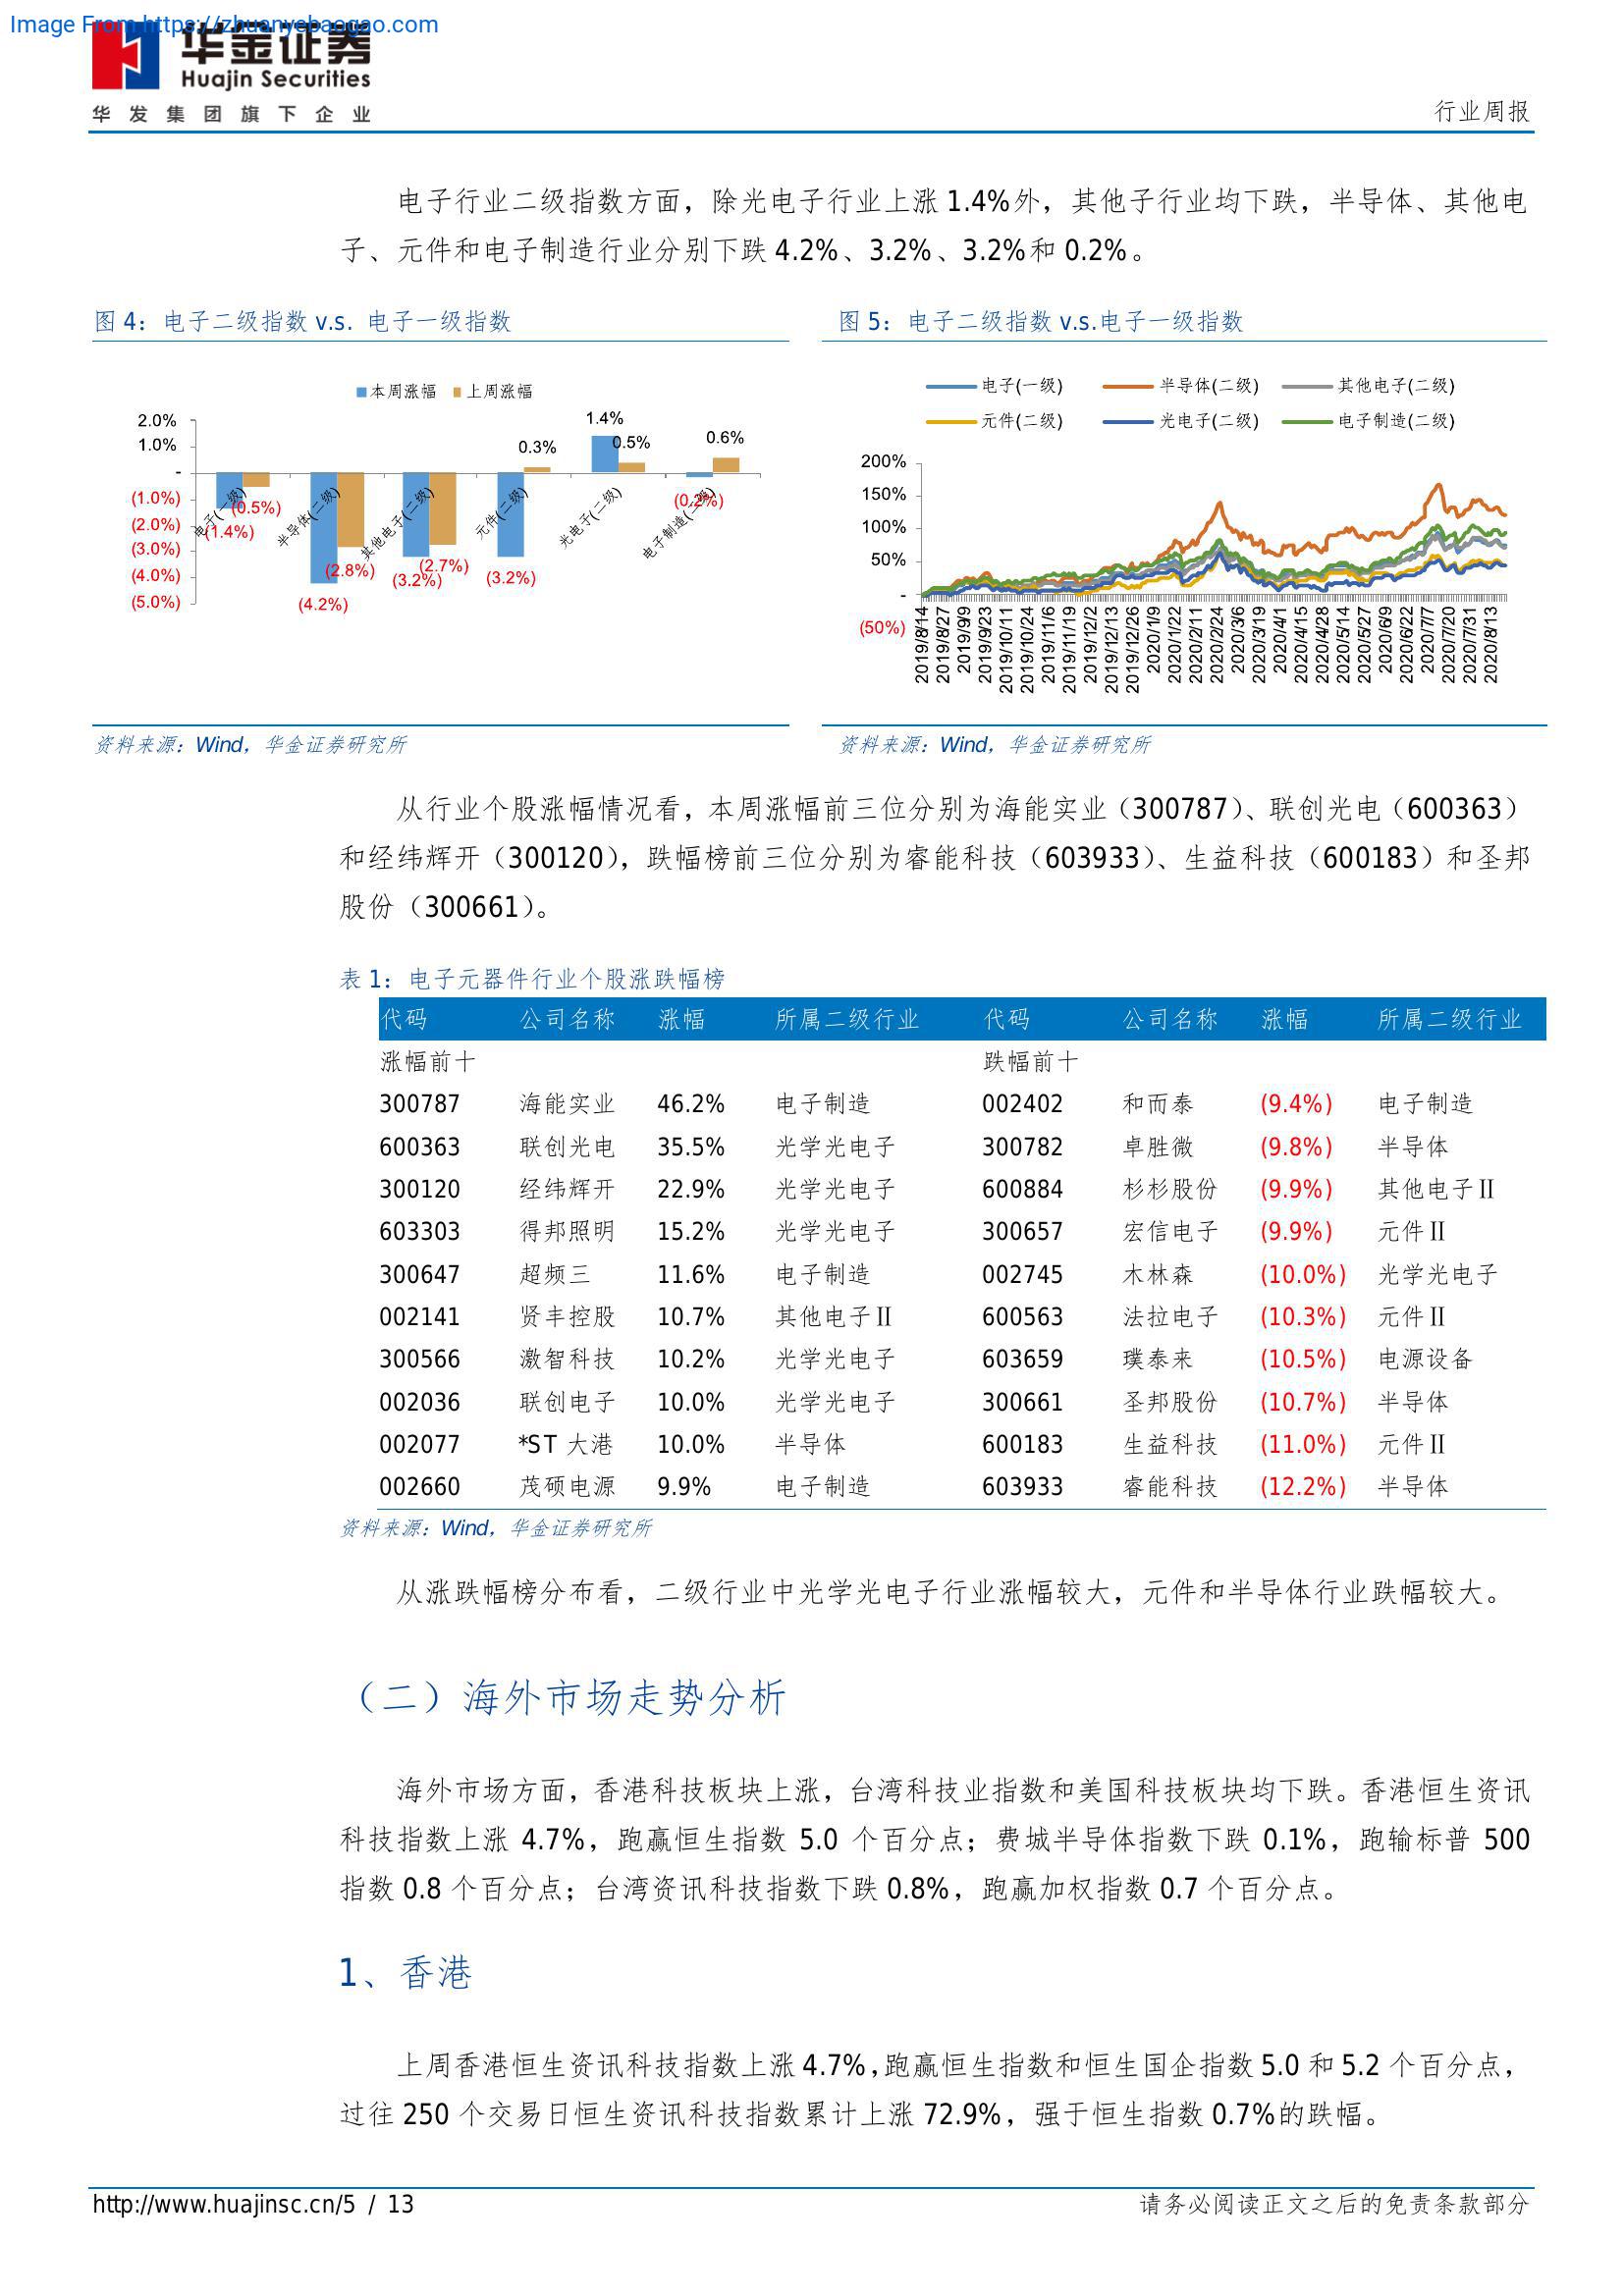 Image From https://zhuanyebaogao.com
华金证券
Huajin Securities
华发集团旗下企业
行业周报
电子行业二级指数方面，除光电子行业上涨 1.4%外，其他子行业均下跌，半导体、其他电
子、元件和电子制造行业分别下跌 4.2%、3.2%、3.2%和 0.2%。
图 4：电子二级指数 v.s. 电子一级指数
本周涨幅 上周涨幅
2.0%
1.0%
-
(1.0%)
(2.0%)
(3.0%)
(4.0%)
(5.0%)
(1.4%) (0.5%)
(4.2%) (2.8%)
(3.2%) (2.7%)
(3.2%) 0.3%
1.4% 0.5%
(0.2%) 0.6%
电子(一级) 半导体(二级) 其他电子(二级) 元件(二级) 光电子(二级) 电子制造(二级)
资料来源：Wind，华金证券研究所
图 5：电子二级指数 v.s.电子一级指数
电子(一级) 半导体(二级) 其他电子(二级)
元件(二级) 光电子(二级) 电子制造(二级)
200%
150%
100%
50%
-
(50%)
2019/8/14 2019/8/27 2019/9/9 2019/9/23 2019/10/11 2019/10/24 2019/11/6 2019/11/19 2019/12/2 2019/12/13 2019/12/26 2020/1/9 2020/1/22 2020/2/11 2020/2/24 2020/3/6 2020/3/19 2020/4/1 2020/4/15 2020/4/28 2020/5/14 2020/5/27 2020/6/9 2020/6/22 2020/7/7 2020/7/20 2020/7/31 2020/8/13
资料来源：Wind，华金证券研究所
从行业个股涨幅情况看，本周涨幅前三位分别为海能实业（300787）、联创光电（600363）
和经纬辉开（300120），跌幅榜前三位分别为睿能科技（603933）、生益科技（600183）和圣邦
股份（300661）。
表 1：电子元器件行业个股涨跌幅榜
代码 公司名称 涨幅 所属二级行业 代码 公司名称 涨幅 所属二级行业
涨幅前十 跌幅前十
300787 海能实业 46.2% 电子制造 002402 和而泰 (9.4%) 电子制造
600363 联创光电 35.5% 光学光电子 300782 卓胜微 (9.8%) 半导体
300120 经纬辉开 22.9% 光学光电子 600884 杉杉股份 (9.9%) 其他电子Ⅱ
603303 得邦照明 15.2% 光学光电子 300657 宏信电子 (9.9%) 元件Ⅱ
300647 超频三 11.6% 电子制造 002745 木林森 (10.0%) 光学光电子
002141 贤丰控股 10.7% 其他电子Ⅱ 600563 法拉电子 (10.3%) 元件Ⅱ
300566 激智科技 10.2% 光学光电子 603659 璞泰来 (10.5%) 电源设备
002036 联创电子 10.0% 光学光电子 300661 圣邦股份 (10.7%) 半导体
002077 *ST 大港 10.0% 半导体 600183 生益科技 (11.0%) 元件Ⅱ
002660 茂硕电源 9.9% 电子制造 603933 睿能科技 (12.2%) 半导体
资料来源：Wind，华金证券研究所
从涨跌幅榜分布看，二级行业中光学光电子行业涨幅较大，元件和半导体行业跌幅较大。
（二）海外市场走势分析
海外市场方面，香港科技板块上涨，台湾科技业指数和美国科技板块均下跌。香港恒生资讯
科技指数上涨 4.7%，跑赢恒生指数 5.0 个百分点；费城半导体指数下跌 0.1%，跑输标普 500
指数 0.8 个百分点；台湾资讯科技指数下跌 0.8%，跑赢加权指数 0.7 个百分点。
1、香港
上周香港恒生资讯科技指数上涨 4.7%，跑赢恒生指数和恒生国企指数 5.0 和 5.2 个百分点，
过往 250 个交易日恒生资讯科技指数累计上涨 72.9%，强于恒生指数 0.7%的跌幅。
http://www.huajinsc.cn/5 / 13
请务必阅读正文之后的免责条款部分